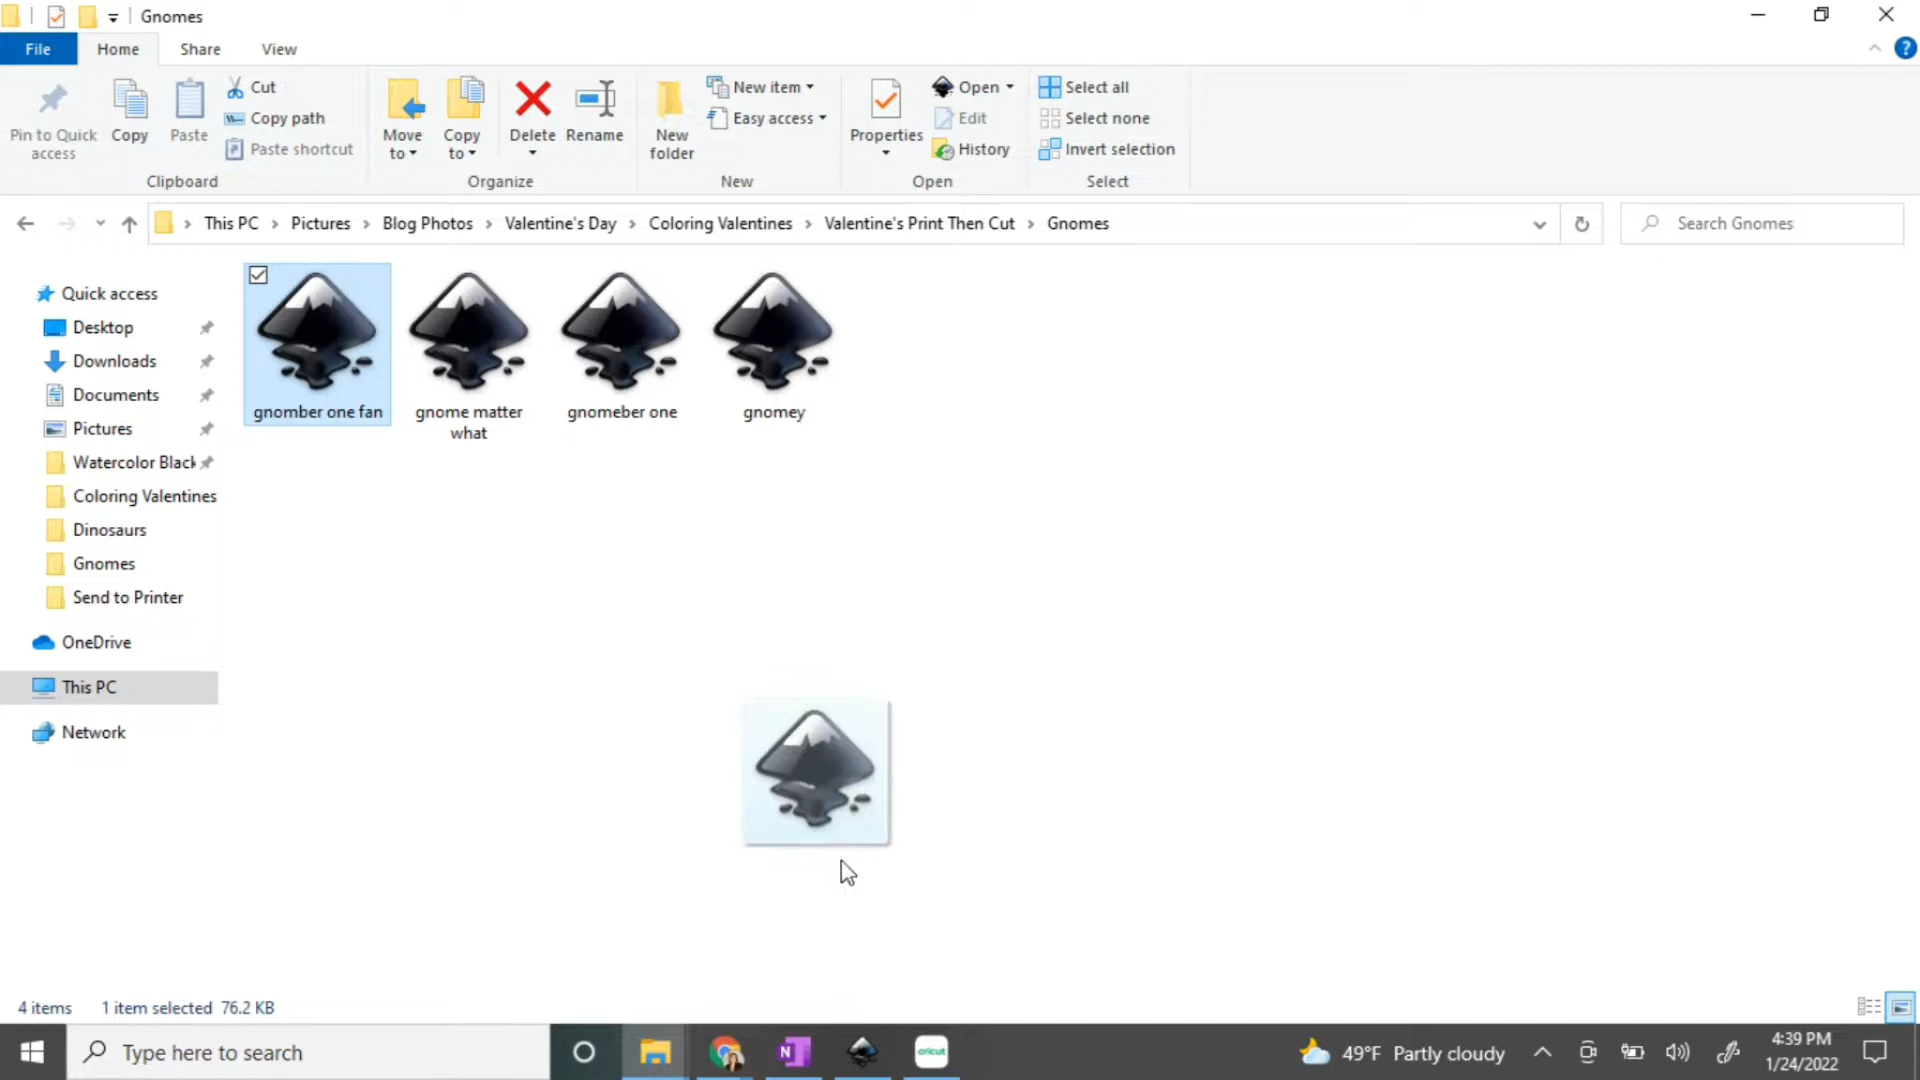 Gnomes
File Home Share View
Pin to Quick access
Copy
Paste
Cut
Copy path
Paste shortcut
Move to
Copy to
Delete
Rename
New folder
New item
Easy access
Properties
Open
Edit
History
Select all
Select none
Invert selection
Clipboard Organize New Open Select
This PC Pictures Blog Photos Valentine's Day Coloring Valentines Valentine's Print Then Cut Gnomes
Search Gnomes
Quick access
Desktop
Downloads
Documents
Pictures
Watercolor Black
Coloring Valentines
Dinosaurs
Gnomes
Send to Printer
OneDrive
This PC
Network
gnomber one fan
gnome matter
what
gnomeber one
gnomey
4 items 1 item selected 76.2 KB
Type here to search
N
cricut
49°F Partly cloudy
4:39 PM
1/24/2022